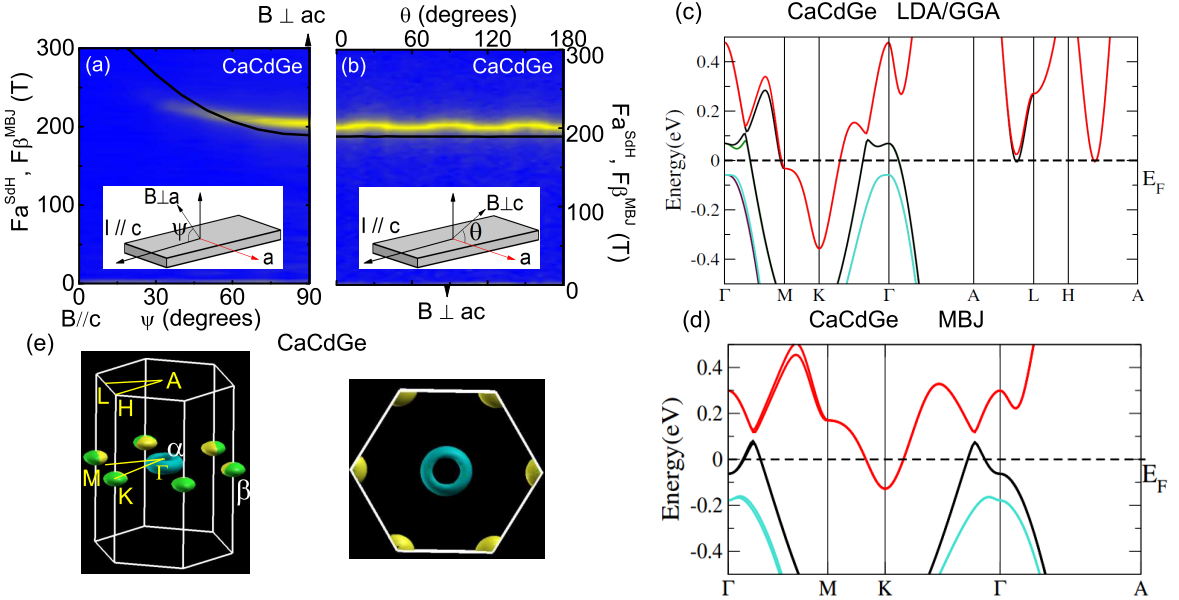 B ⊥ ac
θ (degrees)
0 60 120 180
(a) CaCdGe
(b) CaCdGe
Fa^SdH , Fβ^MBJ (T)
300
200
100
0
B⊥a
I // c
ψ
a
B⊥c
I // c
θ
a
300
200
100
0
Fa^SdH , Fβ^MBJ (T)
30 60 90
B//c ψ (degrees)
B ⊥ ac
(c) CaCdGe LDA/GGA
Energy(eV)
0.4
0.2
0
-0.2
-0.4
E_F
Γ M K Γ A L H A
(d) CaCdGe MBJ
Energy(eV)
0.4
0.2
0
-0.2
-0.4
E_F
Γ M K Γ A
(e) CaCdGe
A
L
H
α
M
Γ
K
β